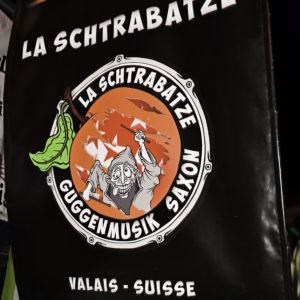 LA SCHTRABATZE
LA SCHTRABATZE
GUGGENMUSIK SAXON
VALAIS - SUISSE